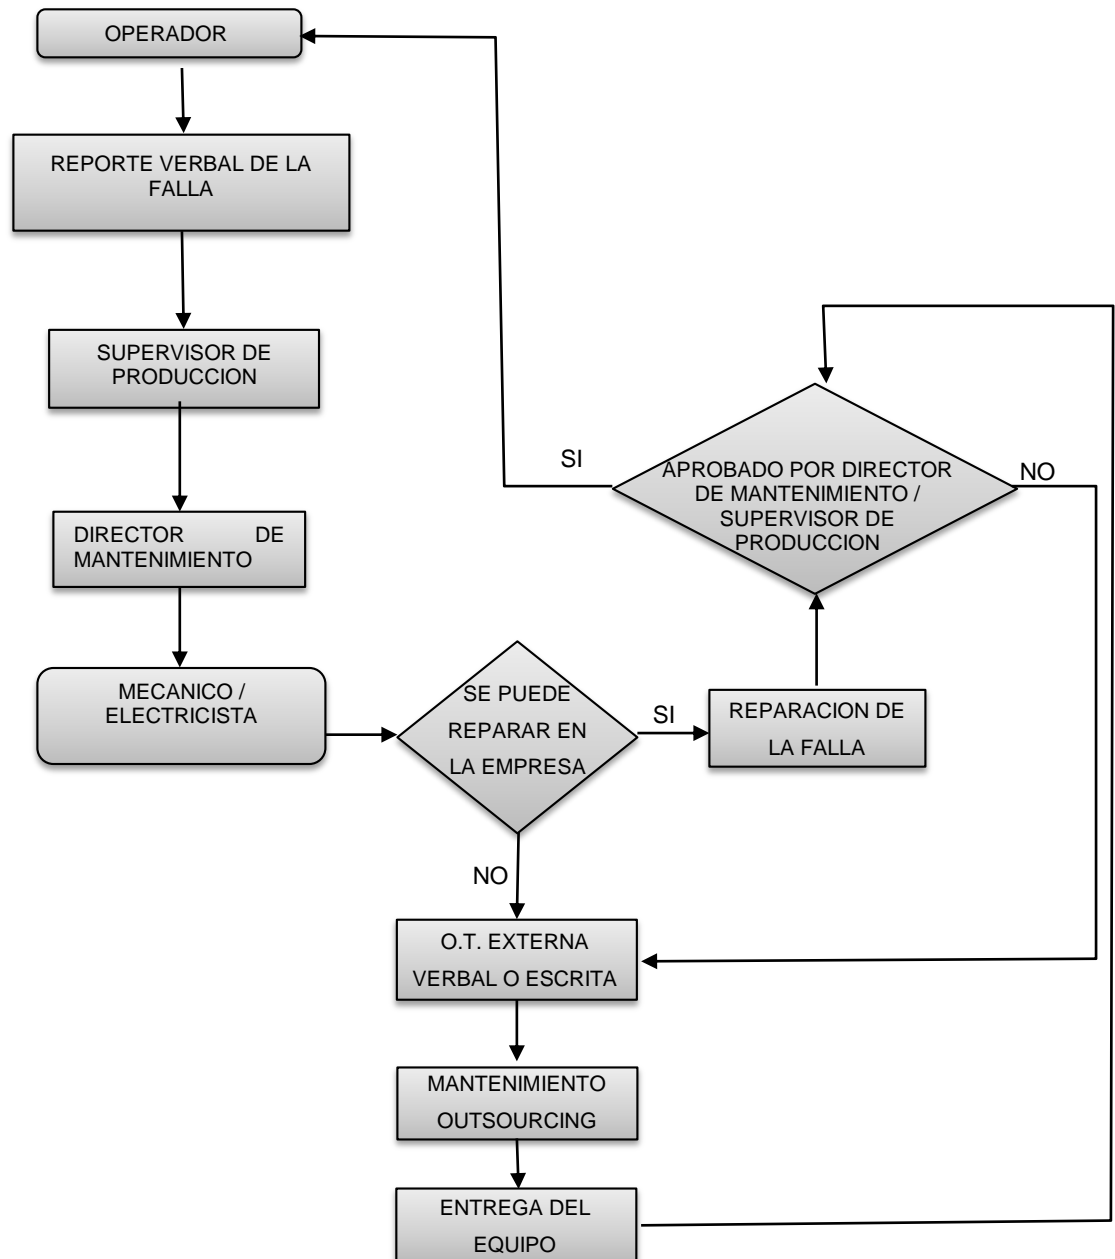 OPERADOR
REPORTE VERBAL DE LA
FALLA
SUPERVISOR DE
PRODUCCION
DIRECTOR DE
MANTENIMIENTO
MECANICO /
ELECTRICISTA
SE PUEDE
REPARAR EN
LA EMPRESA
SI
REPARACION DE
LA FALLA
APROBADO POR DIRECTOR
DE MANTENIMIENTO /
SUPERVISOR DE
PRODUCCION
SI
NO
NO
O.T. EXTERNA
VERBAL O ESCRITA
MANTENIMIENTO
OUTSOURCING
ENTREGA DEL
EQUIPO